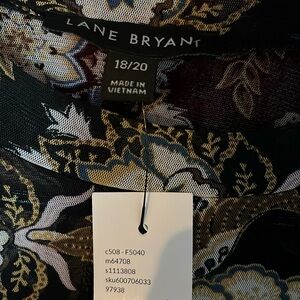 LANE BRYANT
18/20
MADE IN
VIETNAM
c508 - F5040
m64708
s1113808
sku600706033
97938